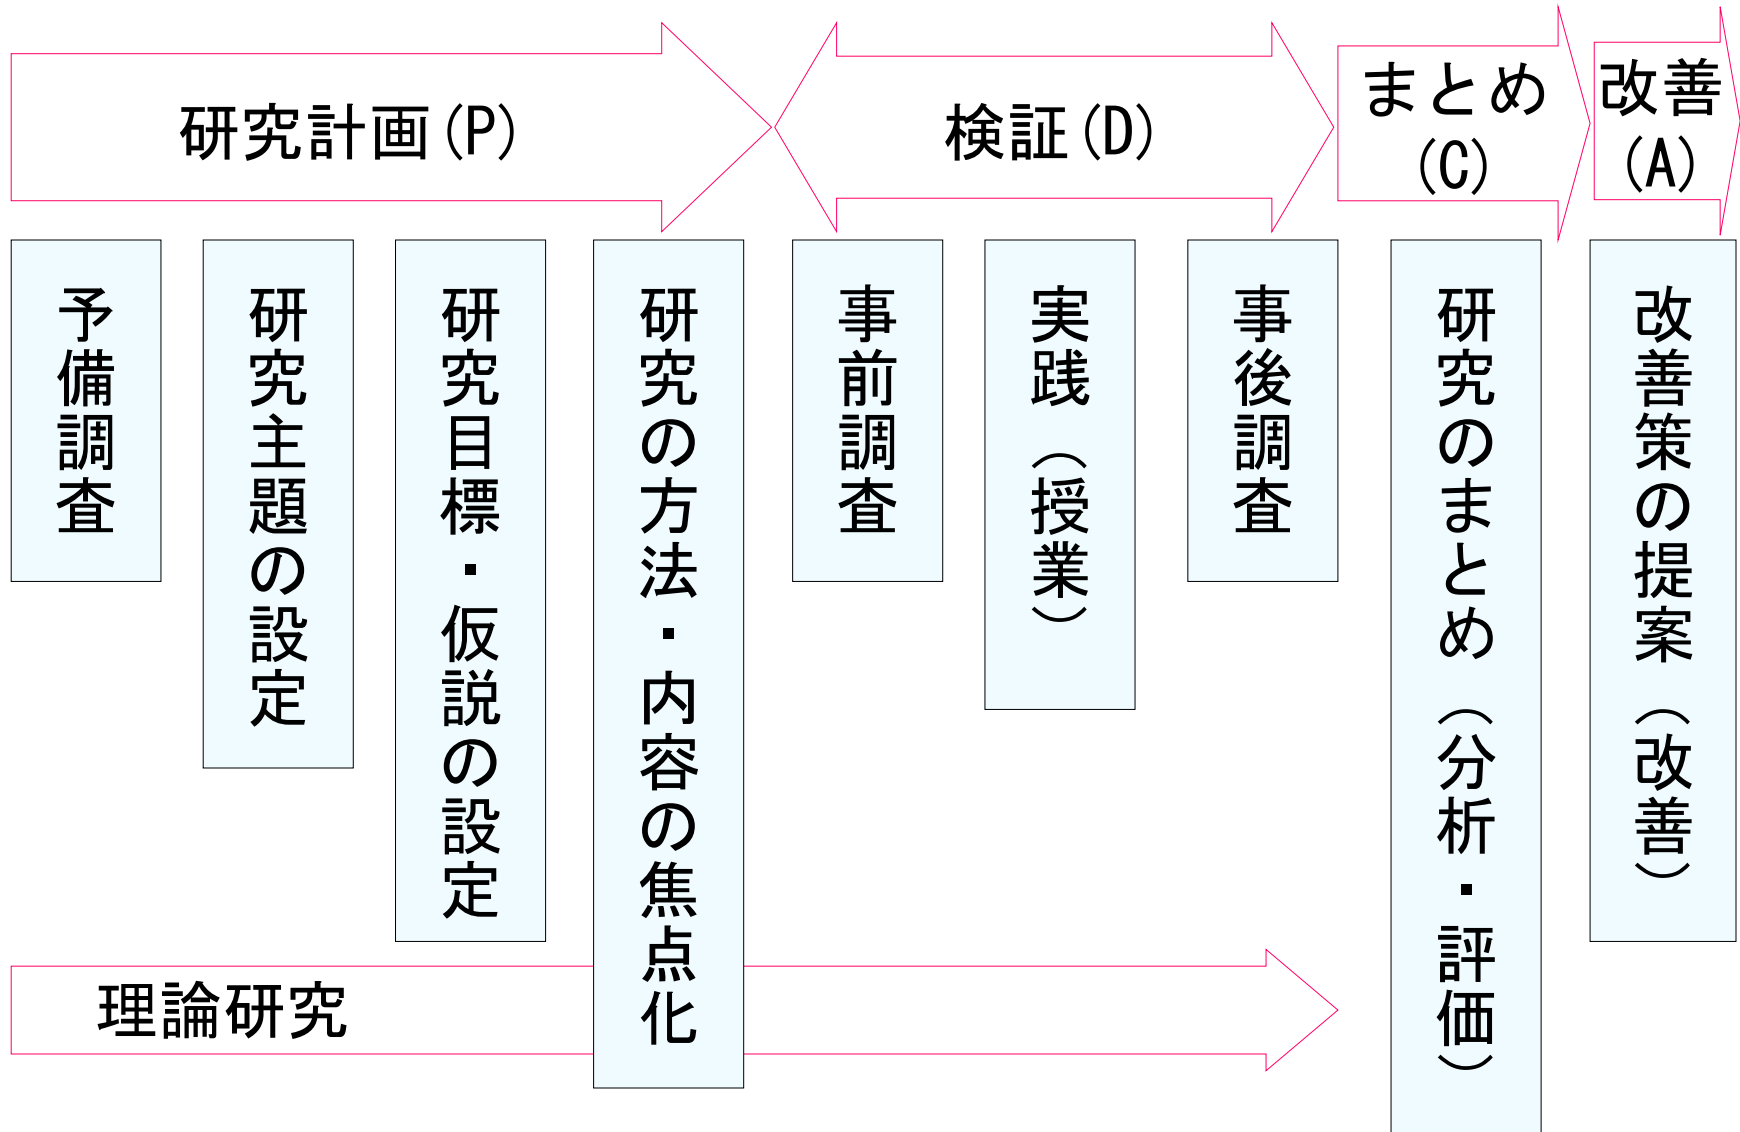 研究計画(P)
検証(D)
まとめ
(C)
改善
(A)
予備調査
研究主題の設定
研究目標・仮説の設定
研究の方法・内容の焦点化
事前調査
実践（授業）
事後調査
研究のまとめ（分析・評価）
改善策の提案（改善）
理論研究